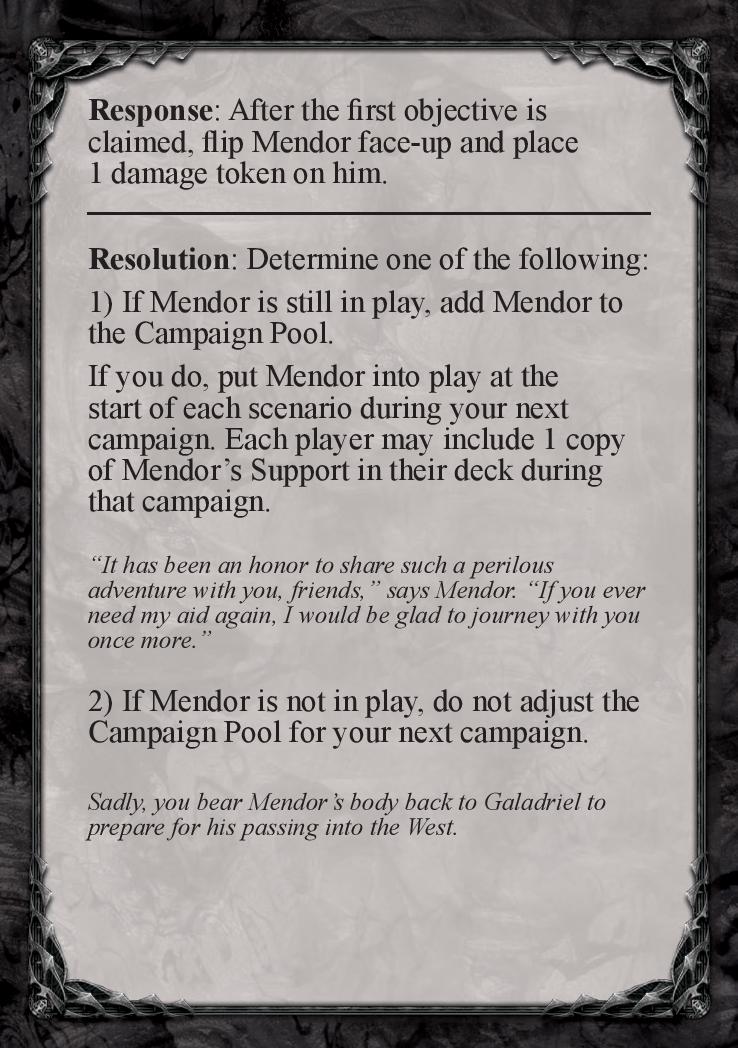 Response: After the first objective is
claimed, flip Mendor face-up and place
1 damage token on him.
Resolution: Determine one of the following:
1) If Mendor is still in play, add Mendor to
the Campaign Pool.
If you do, put Mendor into play at the
start of each scenario during your next
campaign. Each player may include 1 copy
of Mendor’s Support in their deck during
that campaign.
“It has been an honor to share such a perilous
adventure with you, friends,” says Mendor. “If you ever
need my aid again, I would be glad to journey with you
once more.”
2) If Mendor is not in play, do not adjust the
Campaign Pool for your next campaign.
Sadly, you bear Mendor’s body back to Galadriel to
prepare for his passing into the West.